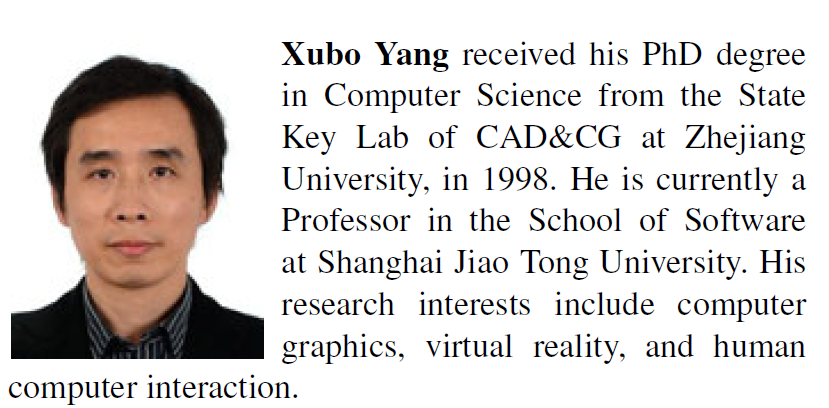 Xubo Yang received his PhD degree
in Computer Science from the State
Key Lab of CAD&CG at Zhejiang
University, in 1998. He is currently a
Professor in the School of Software
at Shanghai Jiao Tong University. His
research interests include computer
graphics, virtual reality, and human
computer interaction.